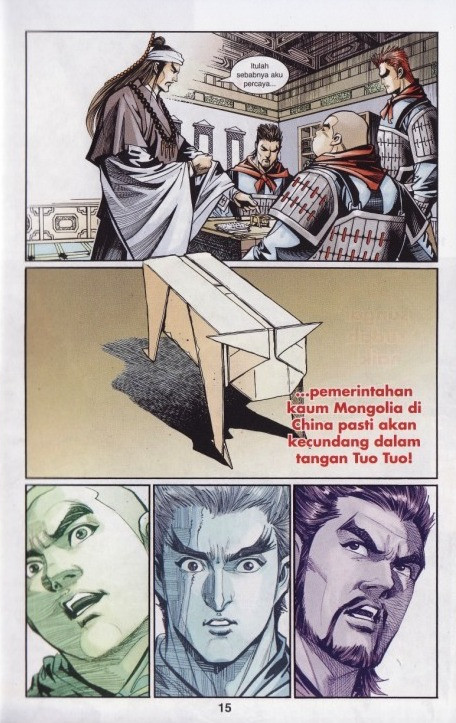 Itulah
sebabnya aku
percaya...
...pemerintahan
kaum Mongolia di
China pasti akan
kecundang dalam
tangan Tuo Tuo!
15